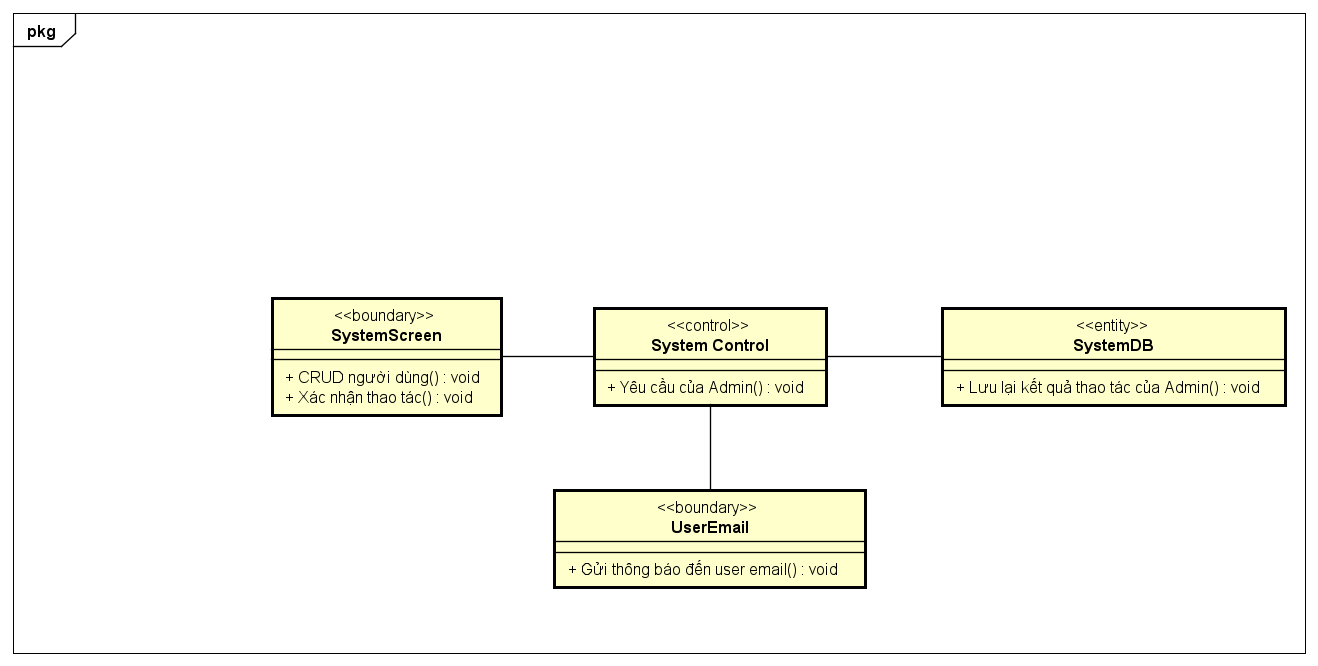 pkg
<<boundary>>
SystemScreen
+ CRUD người dùng() : void
+ Xác nhận thao tác() : void
<<control>>
System Control
+ Yêu cầu của Admin() : void
<<entity>>
SystemDB
+ Lưu lại kết quả thao tác của Admin() : void
<<boundary>>
UserEmail
+ Gửi thông báo đến user email() : void